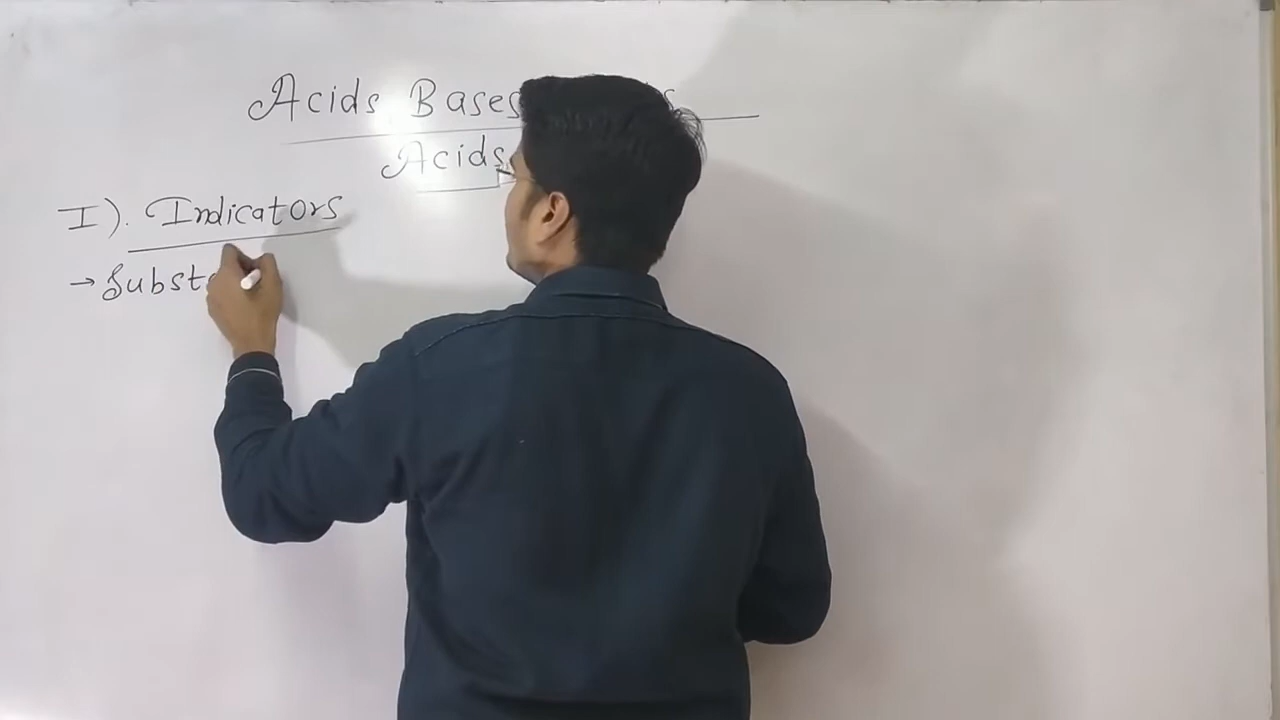 Acids Bases
Acids
I). Indicators
→ Subst